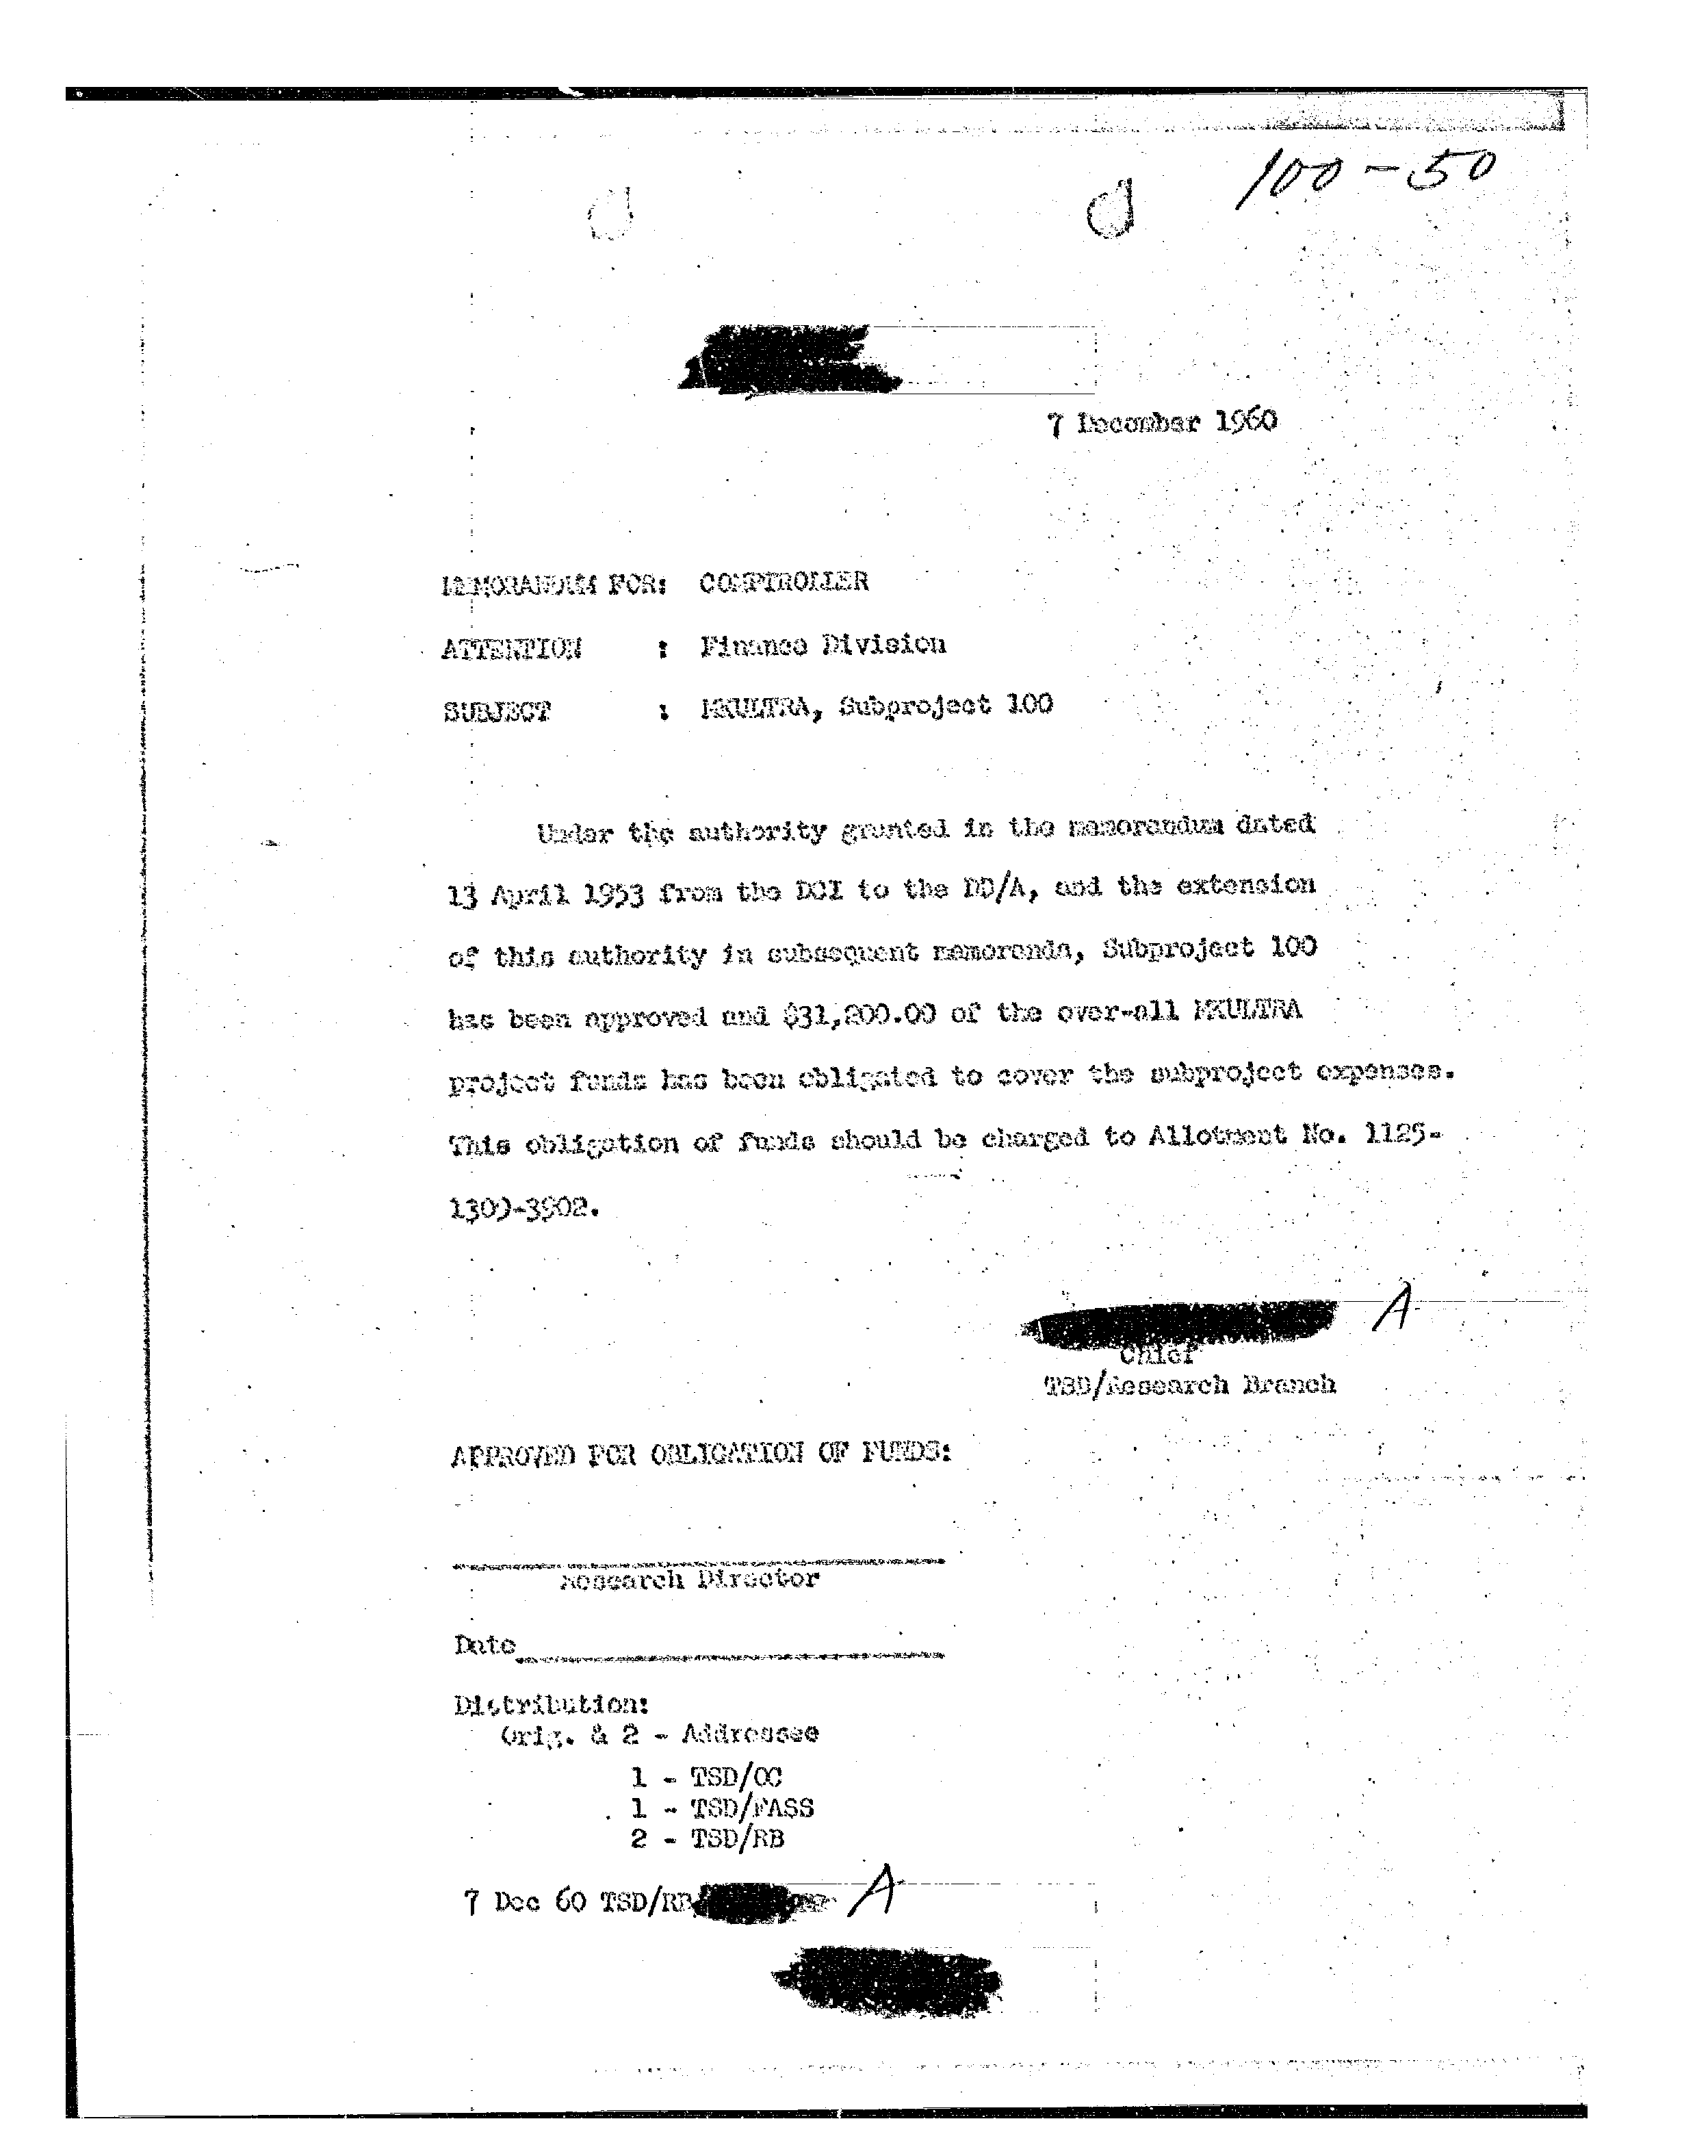 100-50
7 December 1960
MEMORANDUM FOR: COMPTROLLER
ATTENTION : Finance Division
SUBJECT : MKULTRA, Subproject 100
Under the authority granted in the memorandum dated
13 April 1953 from the DCI to the DD/A, and the extension
of this authority in subsequent memoranda, Subproject 100
has been approved and $31,200.00 of the over-all MKULTRA
project funds has been obligated to cover the subproject expenses.
This obligation of funds should be charged to Allotment No. 1125-
1309-3902.
A
Chief
TSD/Research Branch
APPROVED FOR OBLIGATION OF FUNDS:
Research Director
Date
Distribution:
Orig. & 2 - Addressee
1 - TSD/OC
1 - TSD/FASS
2 - TSD/RB
7 Dec 60 TSD/RB/ A